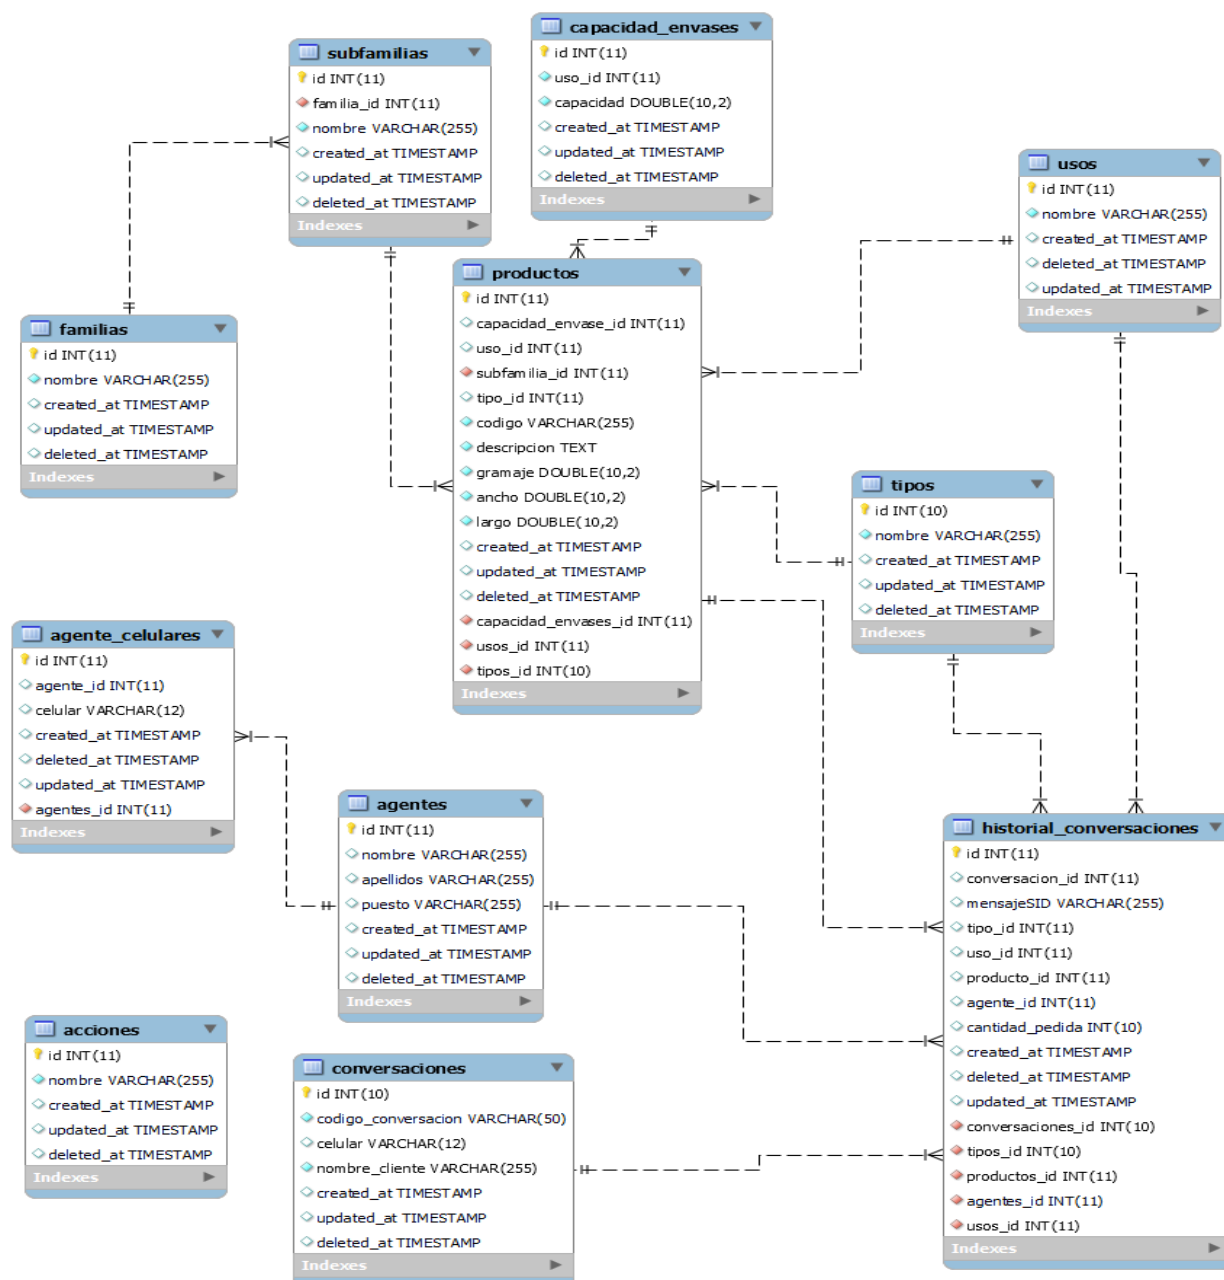 capacidad_envases
id INT(11)
uso_id INT(11)
capacidad DOUBLE(10,2)
created_at TIMESTAMP
updated_at TIMESTAMP
deleted_at TIMESTAMP
Indexes
subfamilias
id INT(11)
familia_id INT(11)
nombre VARCHAR(255)
created_at TIMESTAMP
updated_at TIMESTAMP
deleted_at TIMESTAMP
Indexes
usos
id INT(11)
nombre VARCHAR(255)
created_at TIMESTAMP
deleted_at TIMESTAMP
updated_at TIMESTAMP
Indexes
productos
id INT(11)
capacidad_envase_id INT(11)
uso_id INT(11)
subfamilia_id INT(11)
tipo_id INT(11)
codigo VARCHAR(255)
descripcion TEXT
gramaje DOUBLE(10,2)
ancho DOUBLE(10,2)
largo DOUBLE(10,2)
created_at TIMESTAMP
updated_at TIMESTAMP
deleted_at TIMESTAMP
capacidad_envases_id INT(11)
usos_id INT(11)
tipos_id INT(10)
Indexes
familias
id INT(11)
nombre VARCHAR(255)
created_at TIMESTAMP
updated_at TIMESTAMP
deleted_at TIMESTAMP
Indexes
tipos
id INT(10)
nombre VARCHAR(255)
created_at TIMESTAMP
updated_at TIMESTAMP
deleted_at TIMESTAMP
Indexes
agente_celulares
id INT(11)
agente_id INT(11)
celular VARCHAR(12)
created_at TIMESTAMP
deleted_at TIMESTAMP
updated_at TIMESTAMP
agentes_id INT(11)
Indexes
agentes
id INT(11)
nombre VARCHAR(255)
apellidos VARCHAR(255)
puesto VARCHAR(255)
created_at TIMESTAMP
updated_at TIMESTAMP
deleted_at TIMESTAMP
Indexes
historial_conversaciones
id INT(11)
conversacion_id INT(11)
mensajeSID VARCHAR(255)
tipo_id INT(11)
uso_id INT(11)
producto_id INT(11)
agente_id INT(11)
cantidad_pedida INT(10)
created_at TIMESTAMP
deleted_at TIMESTAMP
updated_at TIMESTAMP
conversaciones_id INT(10)
tipos_id INT(10)
productos_id INT(11)
agentes_id INT(11)
usos_id INT(11)
Indexes
acciones
id INT(11)
nombre VARCHAR(255)
created_at TIMESTAMP
updated_at TIMESTAMP
deleted_at TIMESTAMP
Indexes
conversaciones
id INT(10)
codigo_conversacion VARCHAR(50)
celular VARCHAR(12)
nombre_cliente VARCHAR(255)
created_at TIMESTAMP
updated_at TIMESTAMP
deleted_at TIMESTAMP
Indexes